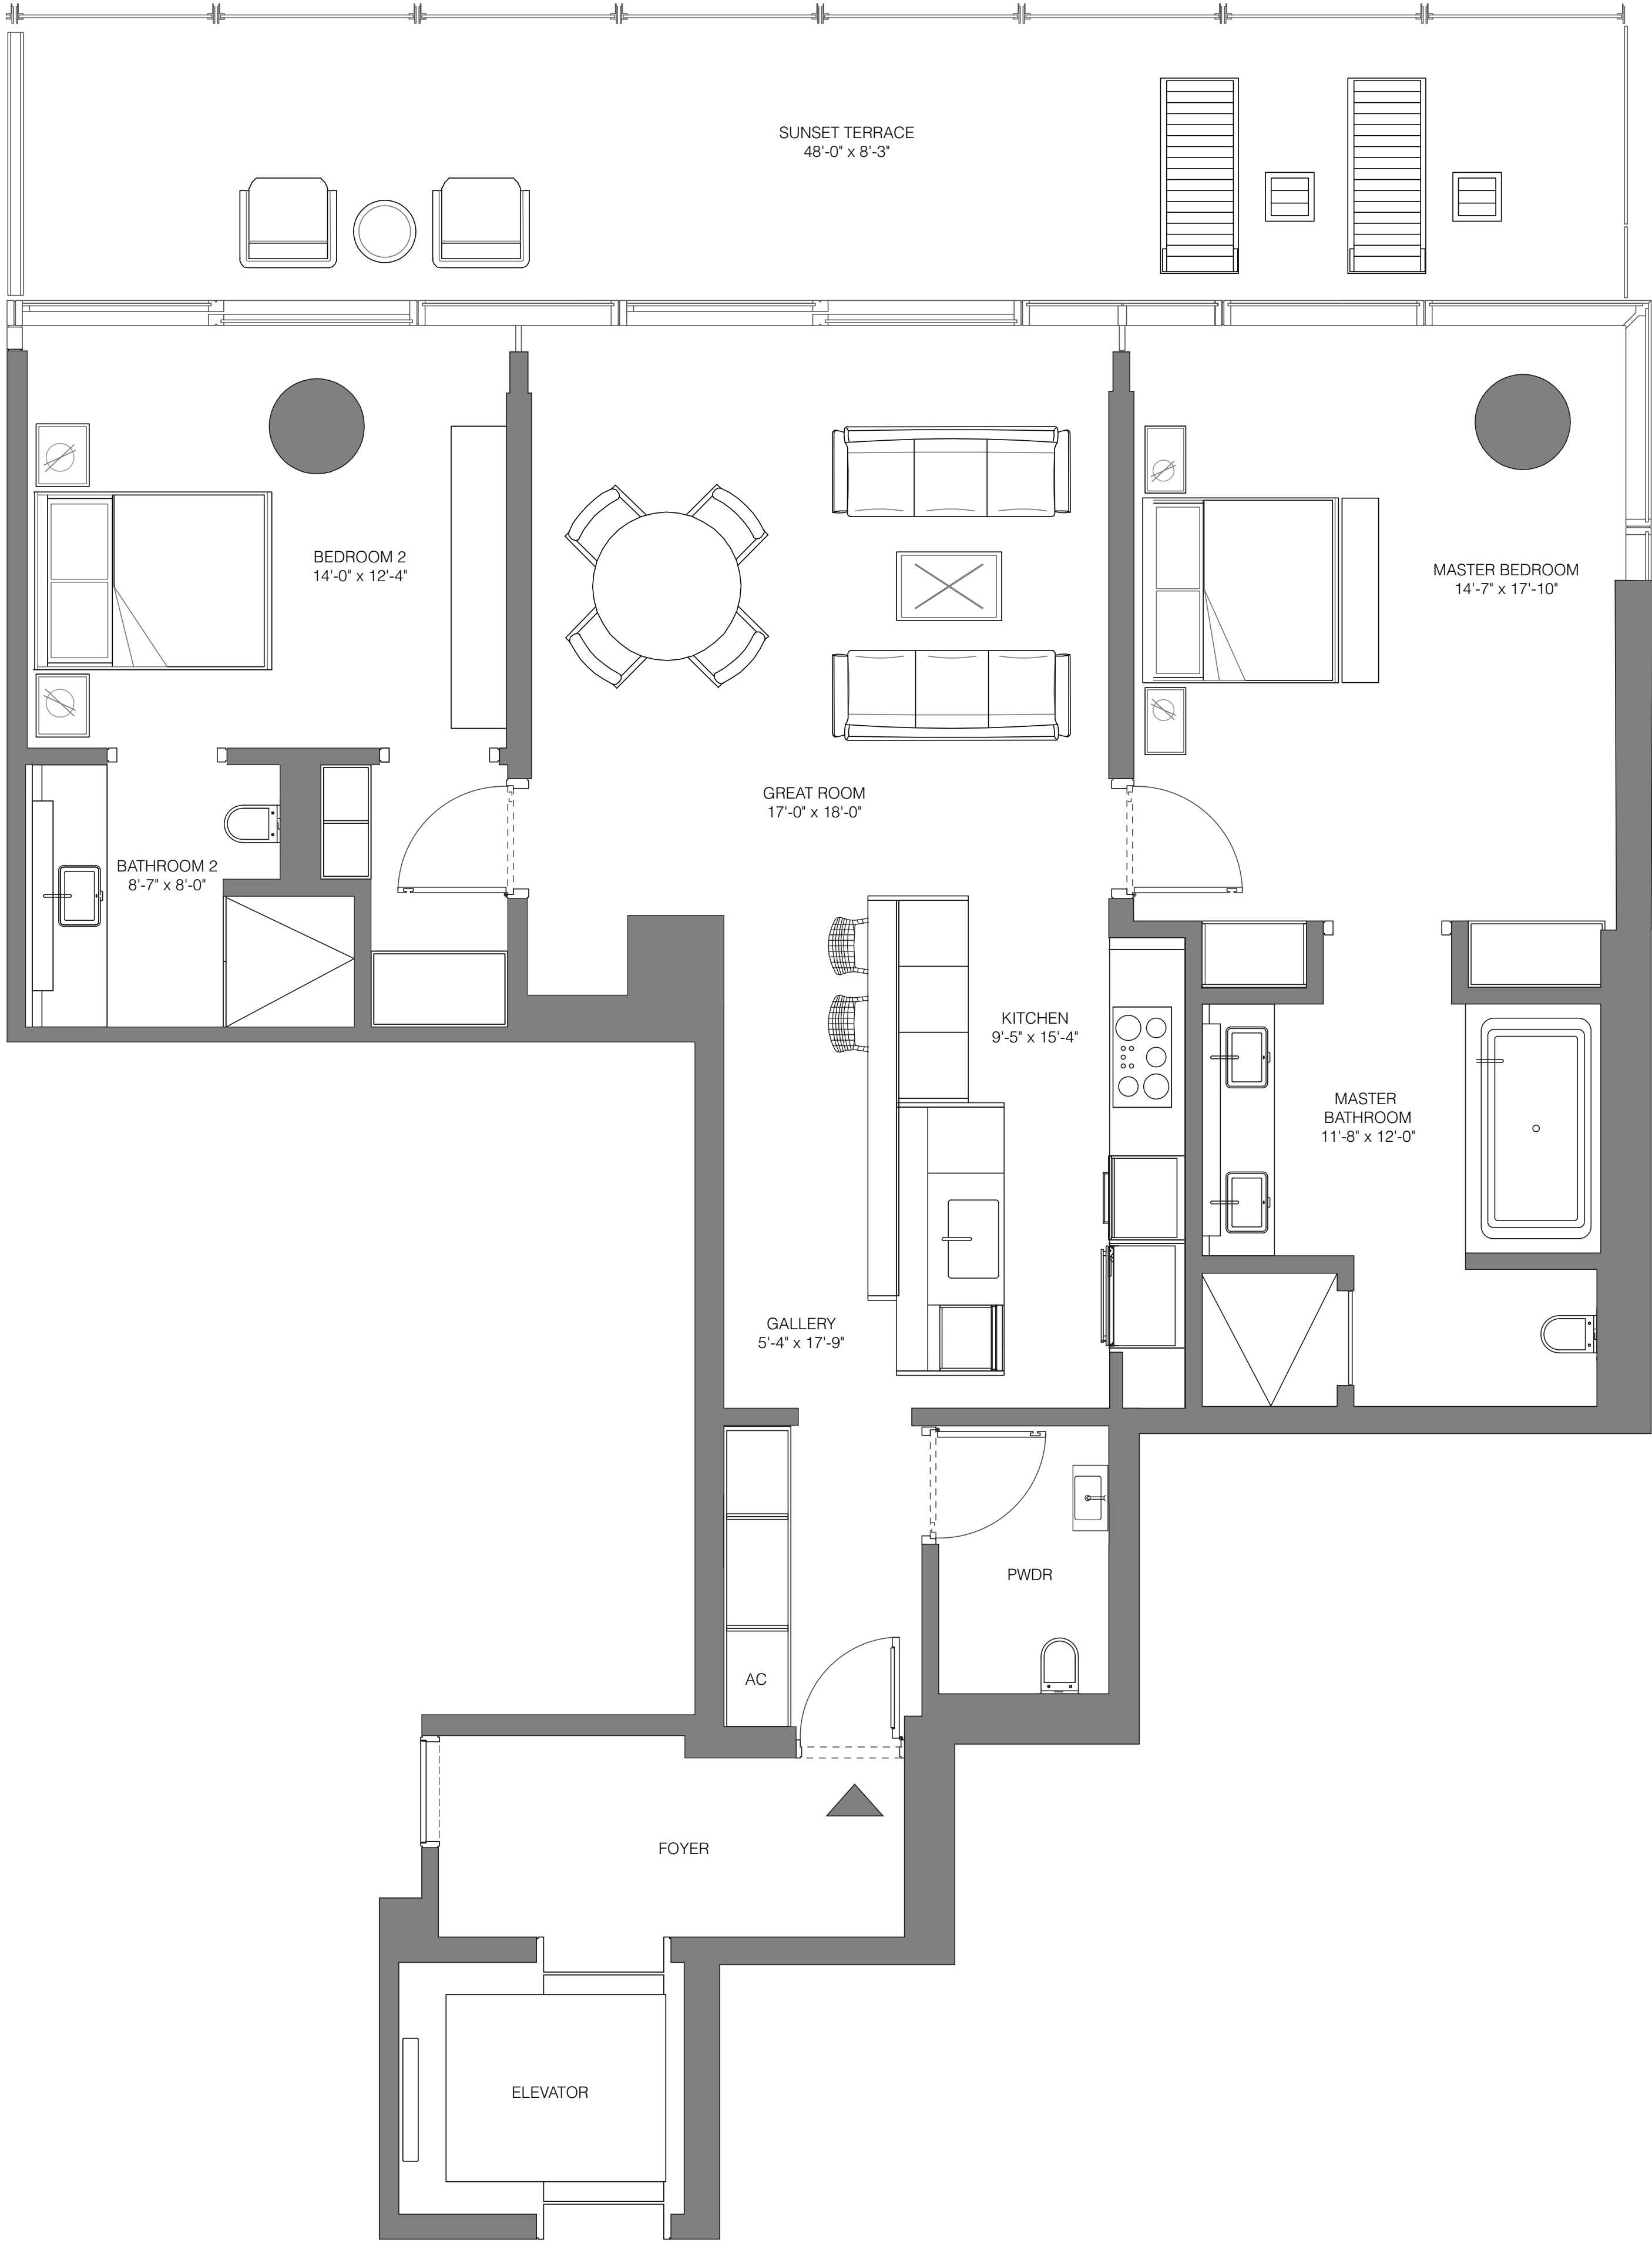 SUNSET TERRACE
48'-0" x 8'-3"
BEDROOM 2
14'-0" x 12'-4"
MASTER BEDROOM
14'-7" x 17'-10"
GREAT ROOM
17'-0" x 18'-0"
BATHROOM 2
8'-7" x 8'-0"
KITCHEN
9'-5" x 15'-4"
MASTER
BATHROOM
11'-8" x 12'-0"
GALLERY
5'-4" x 17'-9"
PWDR
AC
FOYER
ELEVATOR